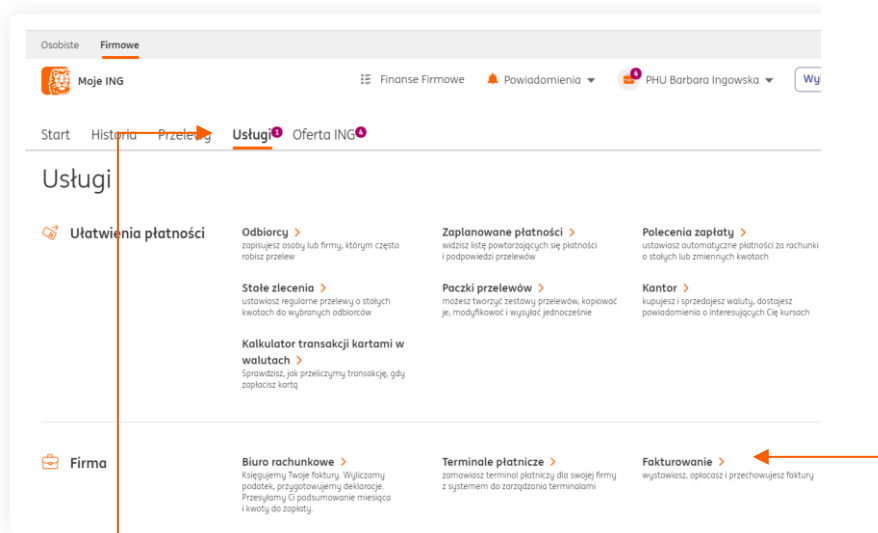 Osobiste Firmowe
Moje ING Finanse Firmowe Powiadomienia 4 PHU Barbara Ingowska
Start Historia Przelewy Usługi 1 Oferta ING 4
Usługi
Ułatwienia płatności
Odbiorcy >
zapisujesz osoby lub firmy, którym często
robisz przelew
Zaplanowane płatności >
widzisz listę powtarzających się płatności
i podpowiedzi przelewów
Polecenia zapłaty >
ustawiasz automatyczne płatności za rachunki
o stałych lub zmiennych kwotach
Stałe zlecenia >
ustawiasz regularne przelewy o stałych
kwotach do wybranych odbiorców
Paczki przelewów >
możesz tworzyć zestawy przelewów, kopiować
je, modyfikować i wysyłać jednocześnie
Kantor >
kupujesz i sprzedajesz waluty, dostajesz
powiadomienia o interesujących Cię kursach
Kalkulator transakcji kartami w
walutach >
Sprawdzisz, jak przeliczymy transakcję, gdy
zapłacisz kartą
Firma
Biuro rachunkowe >
Księgujemy Twoje faktury. Wyliczamy
podatek, przygotowujemy deklaracje.
Przesyłamy Ci podsumowanie miesiąca
i kwoty do zapłaty.
Terminale płatnicze >
zamawiasz terminal płatniczy dla swojej firmy
z systemem do zarządzania terminalami
Fakturowanie >
wystawiasz, opłacasz i przechowujesz faktury